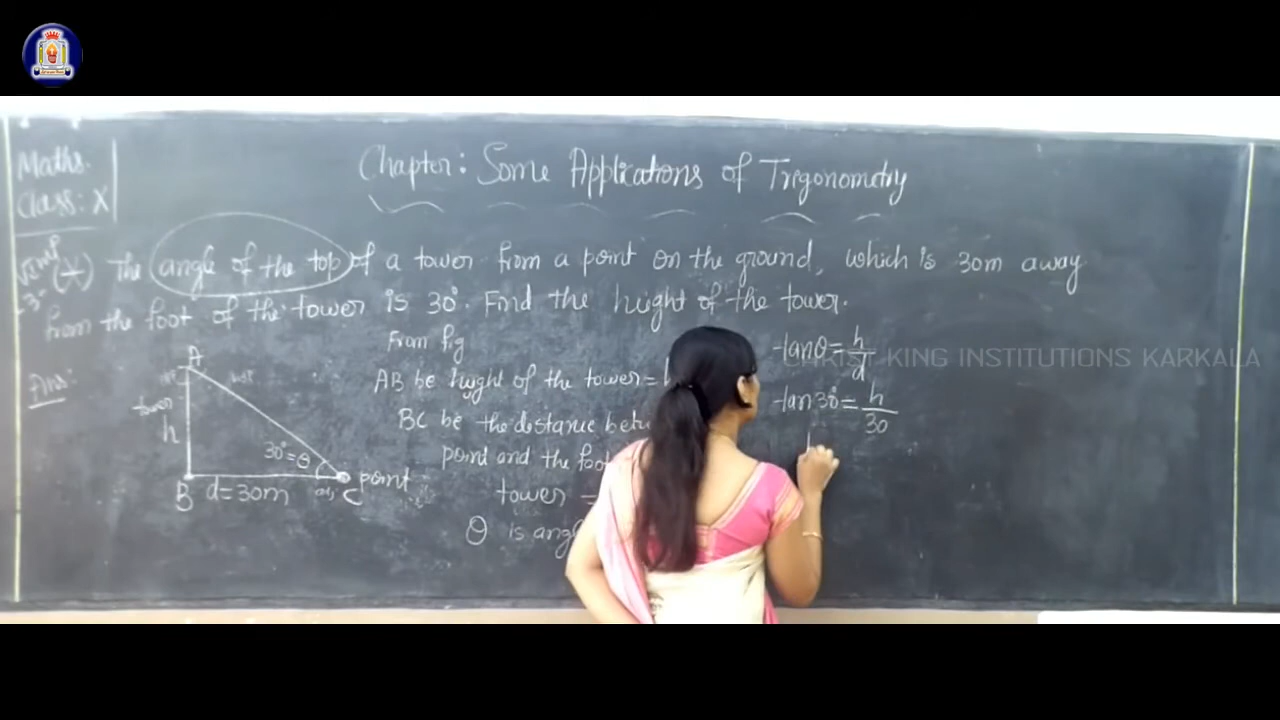 Maths.
Class: X
Chapter: Some Applications of Trigonometry
The angle of the top of a tower from a point on the ground, which is 30m away
from the foot of the tower is 30°. Find the height of the tower.
Ans:
From fig
AB be height of the tower =
BC be the distance
point and the foot
tower =
θ is
A
tower
h
30° = θ
B d=30m C point
tanθ = h/d
tan30° = h/30
CHRIST KING INSTITUTIONS KARKALA